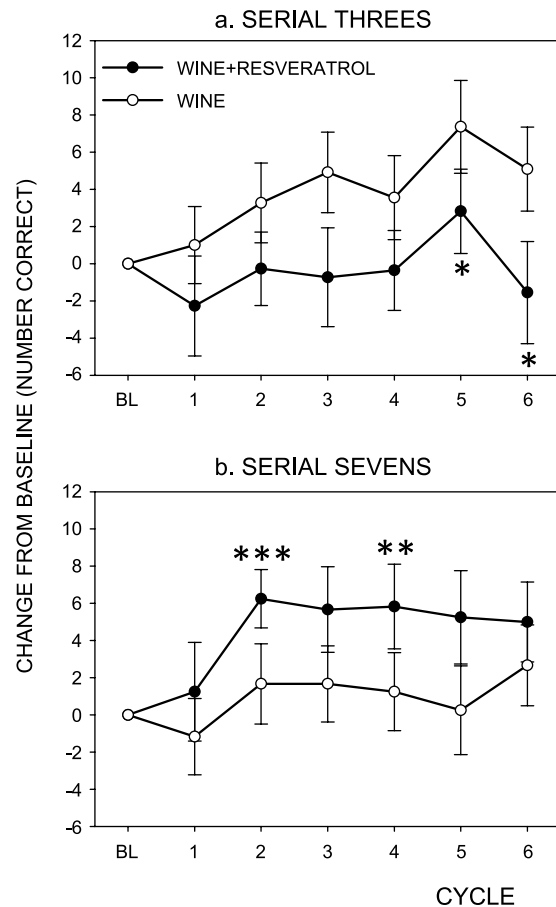 a. SERIAL THREES
12
10
8
6
4
2
0
-2
-4
-6
WINE+RESVERATROL
WINE
*
*
BL 1 2 3 4 5 6
CHANGE FROM BASELINE (NUMBER CORRECT)
b. SERIAL SEVENS
12
10
8
6
4
2
0
-2
-4
-6
*** **
BL 1 2 3 4 5 6
CYCLE